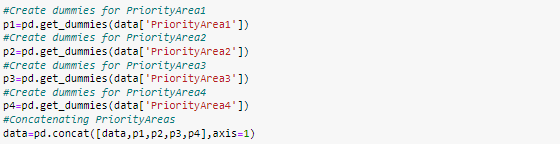 #Create dummies for PriorityArea1
p1=pd.get_dummies(data['PriorityArea1'])
#Create dummies for PriorityArea2
p2=pd.get_dummies(data['PriorityArea2'])
#Create dummies for PriorityArea3
p3=pd.get_dummies(data['PriorityArea3'])
#Create dummies for PriorityArea4
p4=pd.get_dummies(data['PriorityArea4'])
#Concatenating PriorityAreas
data=pd.concat([data,p1,p2,p3,p4],axis=1)